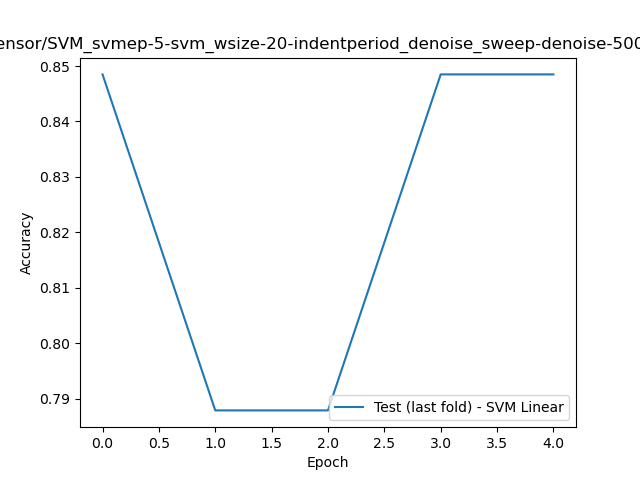 ensor/SVM_svmep-5-svm_wsize-20-indentperiod_denoise_sweep-denoise-500
0.85
0.84
0.83
0.82
0.81
0.80
0.79
Accuracy
Test (last fold) - SVM Linear
0.0 0.5 1.0 1.5 2.0 2.5 3.0 3.5 4.0
Epoch